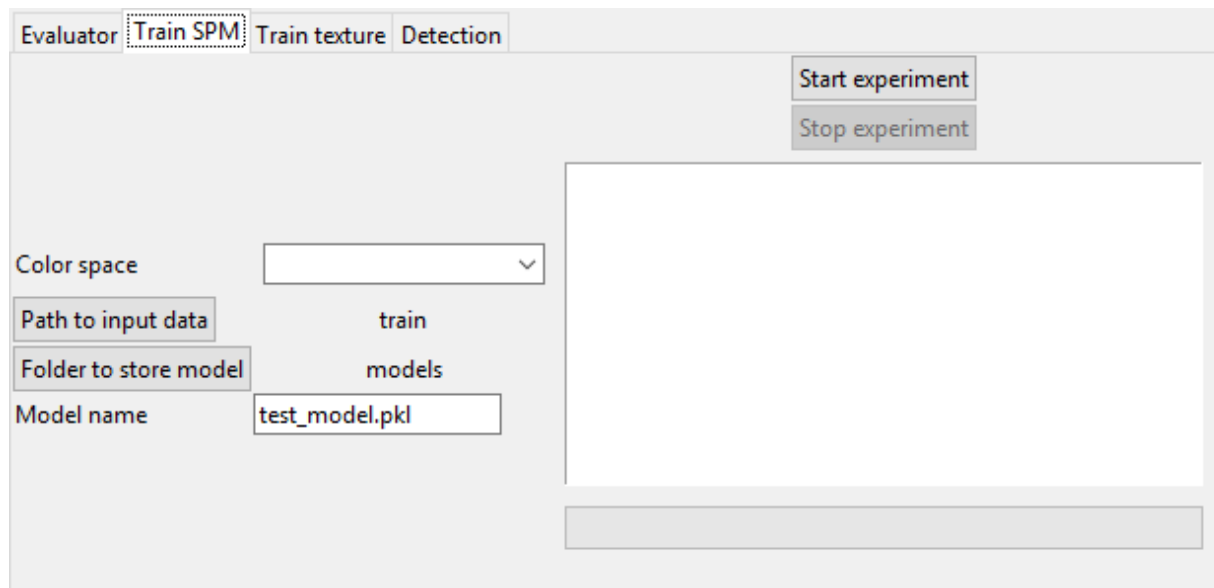 Evaluator Train SPM Train texture Detection
Start experiment
Stop experiment
Color space
Path to input data train
Folder to store model models
Model name test_model.pkl